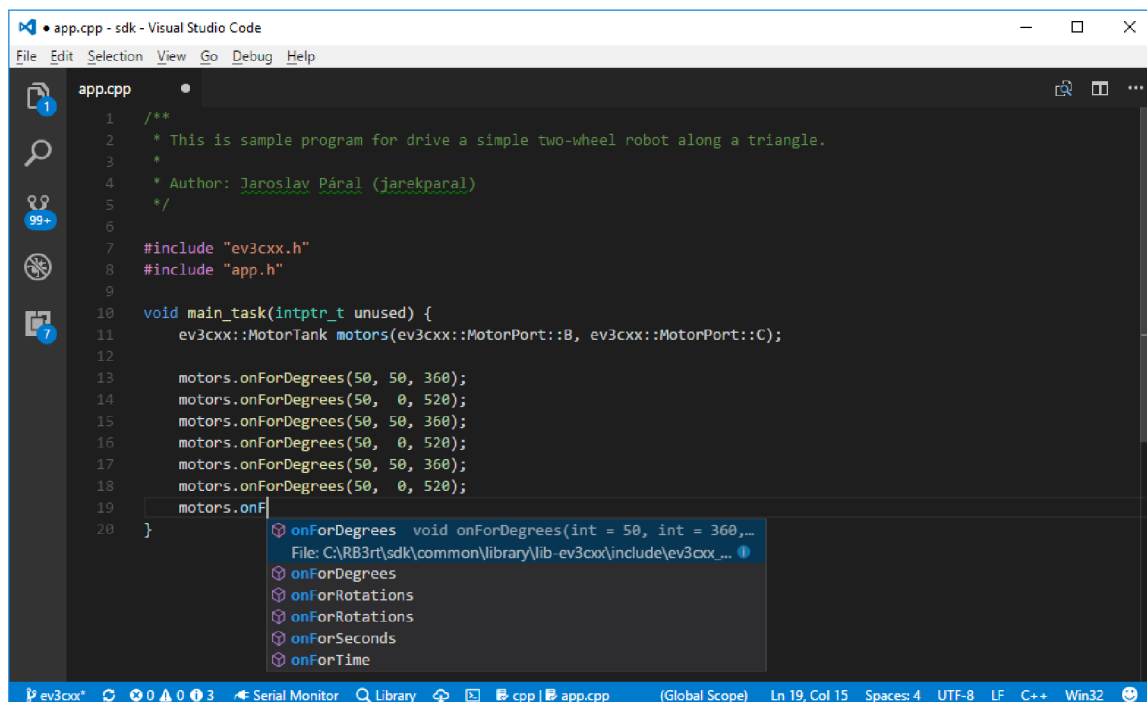 ● app.cpp - sdk - Visual Studio Code
File Edit Selection View Go Debug Help
app.cpp ●
1
99+
7
1 /**
2  * This is sample program for drive a simple two-wheel robot along a triangle.
3  *
4  * Author: Jaroslav Páral (jarekparal)
5  */
6
7 #include "ev3cxx.h"
8 #include "app.h"
9
10 void main_task(intptr_t unused) {
11     ev3cxx::MotorTank motors(ev3cxx::MotorPort::B, ev3cxx::MotorPort::C);
12
13     motors.onForDegrees(50, 50, 360);
14     motors.onForDegrees(50,  0, 520);
15     motors.onForDegrees(50, 50, 360);
16     motors.onForDegrees(50,  0, 520);
17     motors.onForDegrees(50, 50, 360);
18     motors.onForDegrees(50,  0, 520);
19     motors.onF
20 }
onForDegrees void onForDegrees(int = 50, int = 360,…
File: C:\RB3rt\sdk\common\library\lib-ev3cxx\include\ev3cxx_...
onForDegrees
onForRotations
onForRotations
onForSeconds
onForTime
ev3cxx* 0 0 3 Serial Monitor Library cpp | app.cpp (Global Scope) Ln 19, Col 15 Spaces: 4 UTF-8 LF C++ Win32